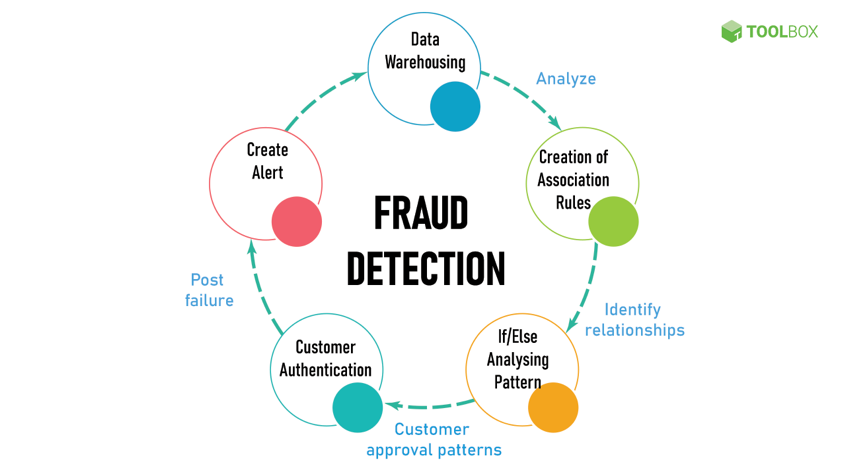 TOOLBOX
Data
Warehousing
Analyze
Creation of
Association
Rules
Identify
relationships
If/Else
Analysing
Pattern
Customer
approval patterns
Customer
Authentication
Post
failure
Create
Alert
FRAUD
DETECTION